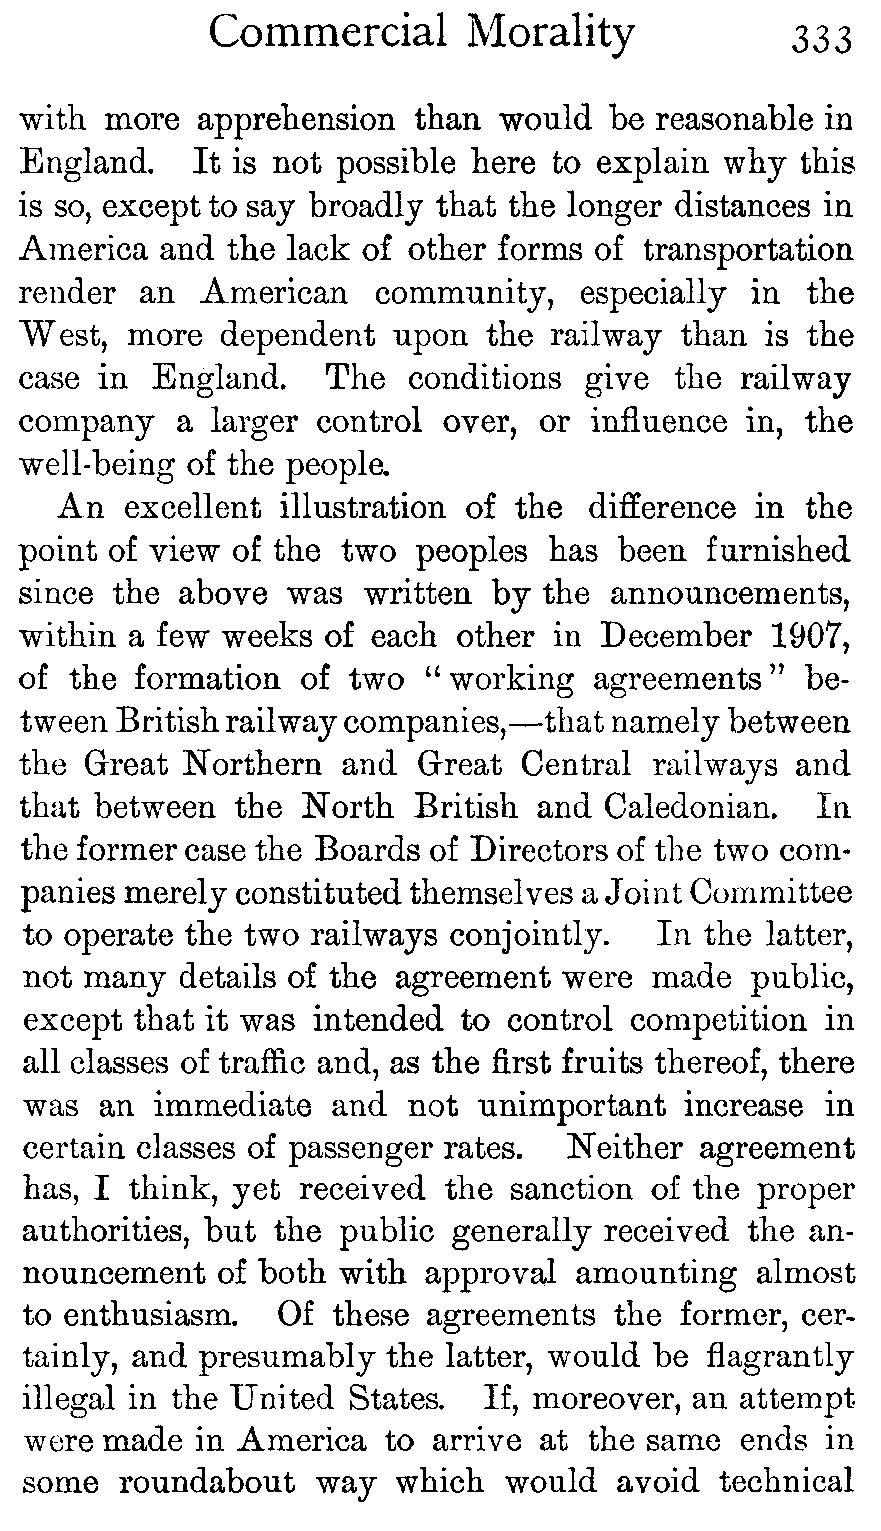 Commercial Morality 333
with more apprehension than would be reasonable in
England. It is not possible here to explain why this
is so, except to say broadly that the longer distances in
America and the lack of other forms of transportation
render an American community, especially in the
West, more dependent upon the railway than is the
case in England. The conditions give the railway
company a larger control over, or influence in, the
well-being of the people.
An excellent illustration of the difference in the
point of view of the two peoples has been furnished
since the above was written by the announcements,
within a few weeks of each other in December 1907,
of the formation of two “working agreements” be-
tween British railway companies,—that namely between
the Great Northern and Great Central railways and
that between the North British and Caledonian. In
the former case the Boards of Directors of the two com-
panies merely constituted themselves a Joint Committee
to operate the two railways conjointly. In the latter,
not many details of the agreement were made public,
except that it was intended to control competition in
all classes of traffic and, as the first fruits thereof, there
was an immediate and not unimportant increase in
certain classes of passenger rates. Neither agreement
has, I think, yet received the sanction of the proper
authorities, but the public generally received the an-
nouncement of both with approval amounting almost
to enthusiasm. Of these agreements the former, cer-
tainly, and presumably the latter, would be flagrantly
illegal in the United States. If, moreover, an attempt
were made in America to arrive at the same ends in
some roundabout way which would avoid technical